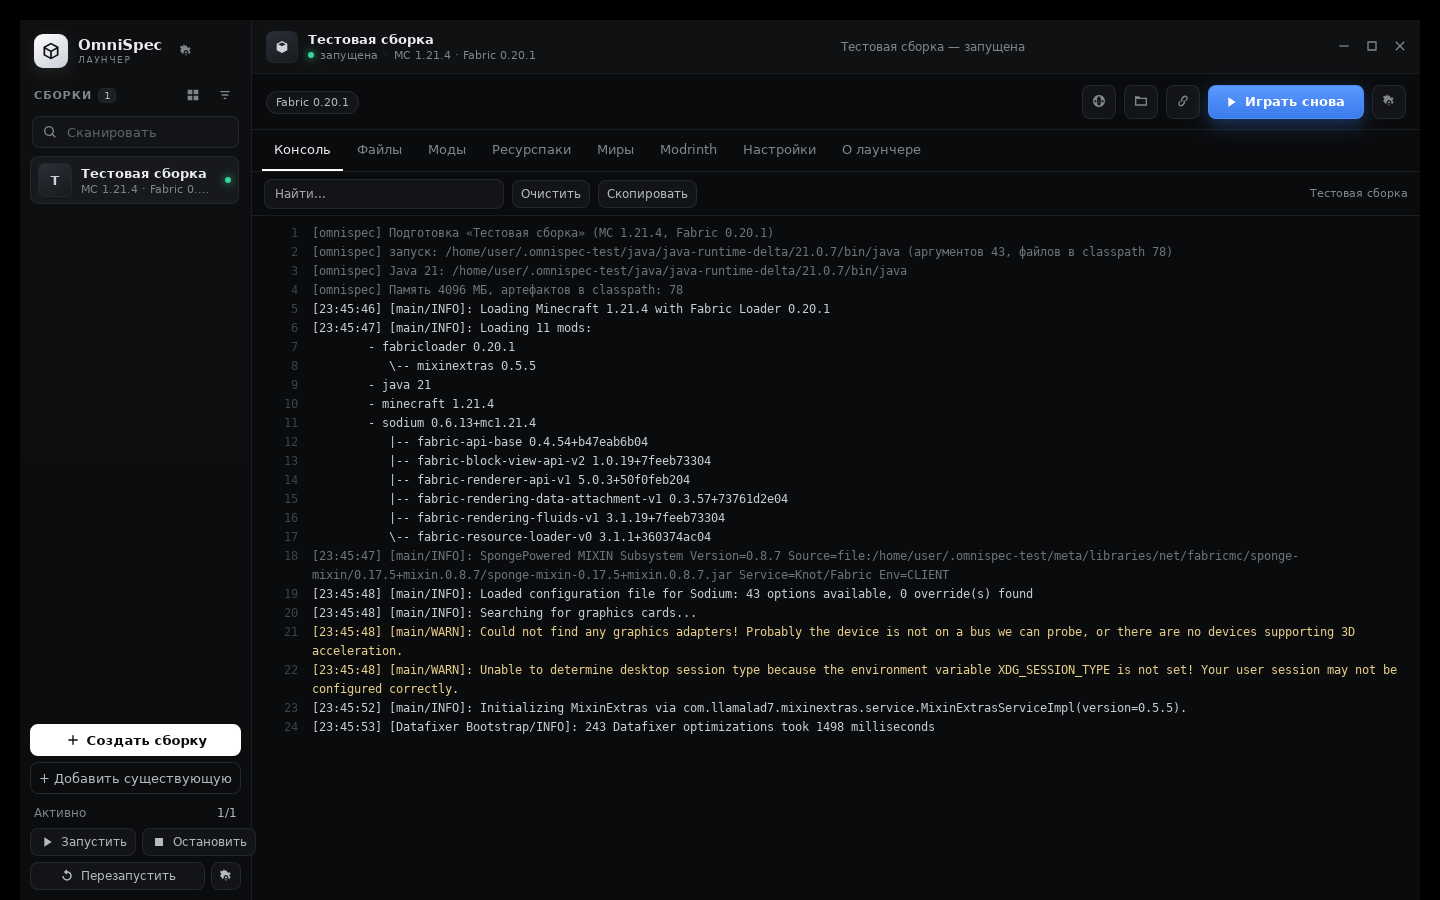 OmniSpec
ЛАУНЧЕР
СБОРКИ 1
Сканировать
Т
Тестовая сборка
MC 1.21.4 · Fabric 0....
+ Создать сборку
+ Добавить существующую
Активно 1/1
Запустить
Остановить
Перезапустить
Тестовая сборка
запущена · MC 1.21.4 · Fabric 0.20.1
Тестовая сборка — запущена
Fabric 0.20.1
Играть снова
Консоль Файлы Моды Ресурспаки Миры Modrinth Настройки О лаунчере
Найти...
Очистить
Скопировать
Тестовая сборка
1 [omnispec] Подготовка «Тестовая сборка» (MC 1.21.4, Fabric 0.20.1)
2 [omnispec] запуск: /home/user/.omnispec-test/java/java-runtime-delta/21.0.7/bin/java (аргументов 43, файлов в classpath 78)
3 [omnispec] Java 21: /home/user/.omnispec-test/java/java-runtime-delta/21.0.7/bin/java
4 [omnispec] Память 4096 МБ, артефактов в classpath: 78
5 [23:45:46] [main/INFO]: Loading Minecraft 1.21.4 with Fabric Loader 0.20.1
6 [23:45:47] [main/INFO]: Loading 11 mods:
7 - fabricloader 0.20.1
8 \-- mixinextras 0.5.5
9 - java 21
10 - minecraft 1.21.4
11 - sodium 0.6.13+mc1.21.4
12 |-- fabric-api-base 0.4.54+b47eab6b04
13 |-- fabric-block-view-api-v2 1.0.19+7feeb73304
14 |-- fabric-renderer-api-v1 5.0.3+50f0feb204
15 |-- fabric-rendering-data-attachment-v1 0.3.57+73761d2e04
16 |-- fabric-rendering-fluids-v1 3.1.19+7feeb73304
17 \-- fabric-resource-loader-v0 3.1.1+360374ac04
18 [23:45:47] [main/INFO]: SpongePowered MIXIN Subsystem Version=0.8.7 Source=file:/home/user/.omnispec-test/meta/libraries/net/fabricmc/sponge-
mixin/0.17.5+mixin.0.8.7/sponge-mixin-0.17.5+mixin.0.8.7.jar Service=Knot/Fabric Env=CLIENT
19 [23:45:48] [main/INFO]: Loaded configuration file for Sodium: 43 options available, 0 override(s) found
20 [23:45:48] [main/INFO]: Searching for graphics cards...
21 [23:45:48] [main/WARN]: Could not find any graphics adapters! Probably the device is not on a bus we can probe, or there are no devices supporting 3D
acceleration.
22 [23:45:48] [main/WARN]: Unable to determine desktop session type because the environment variable XDG_SESSION_TYPE is not set! Your user session may not be
configured correctly.
23 [23:45:52] [main/INFO]: Initializing MixinExtras via com.llamalad7.mixinextras.service.MixinExtrasServiceImpl(version=0.5.5).
24 [23:45:53] [Datafixer Bootstrap/INFO]: 243 Datafixer optimizations took 1498 milliseconds